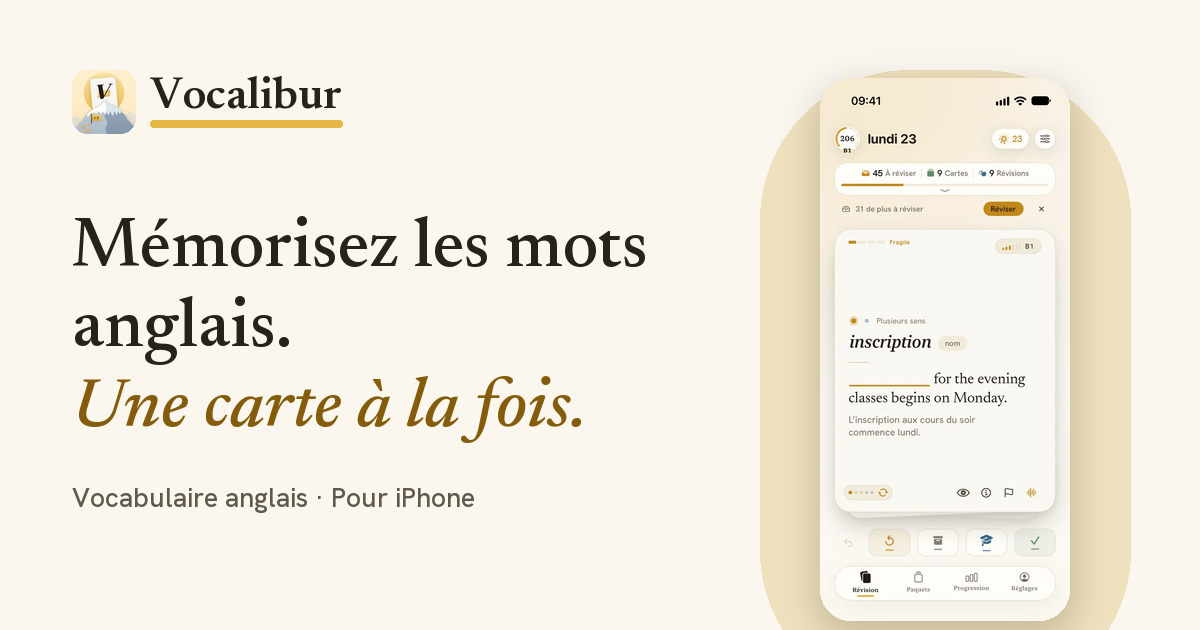 V
Vocalibur
Mémorisez les mots
anglais.
Une carte à la fois.
Vocabulaire anglais · Pour iPhone
09:41
206
B1
lundi 23
23
45 À réviser
9 Cartes
9 Révisions
31 de plus à réviser
Réviser
Fragile
B1
Plusieurs sens
inscription
nom
__________ for the evening
classes begins on Monday.
L'inscription aux cours du soir
commence lundi.
Révision
Paquets
Progression
Réglages